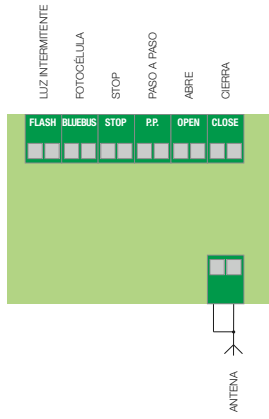 LUZ INTERMITENTE
FOTOCÉLULA
STOP
PASO A PASO
ABRE
CIERRA
FLASH BLUEBUS STOP P.P. OPEN CLOSE
ANTENA